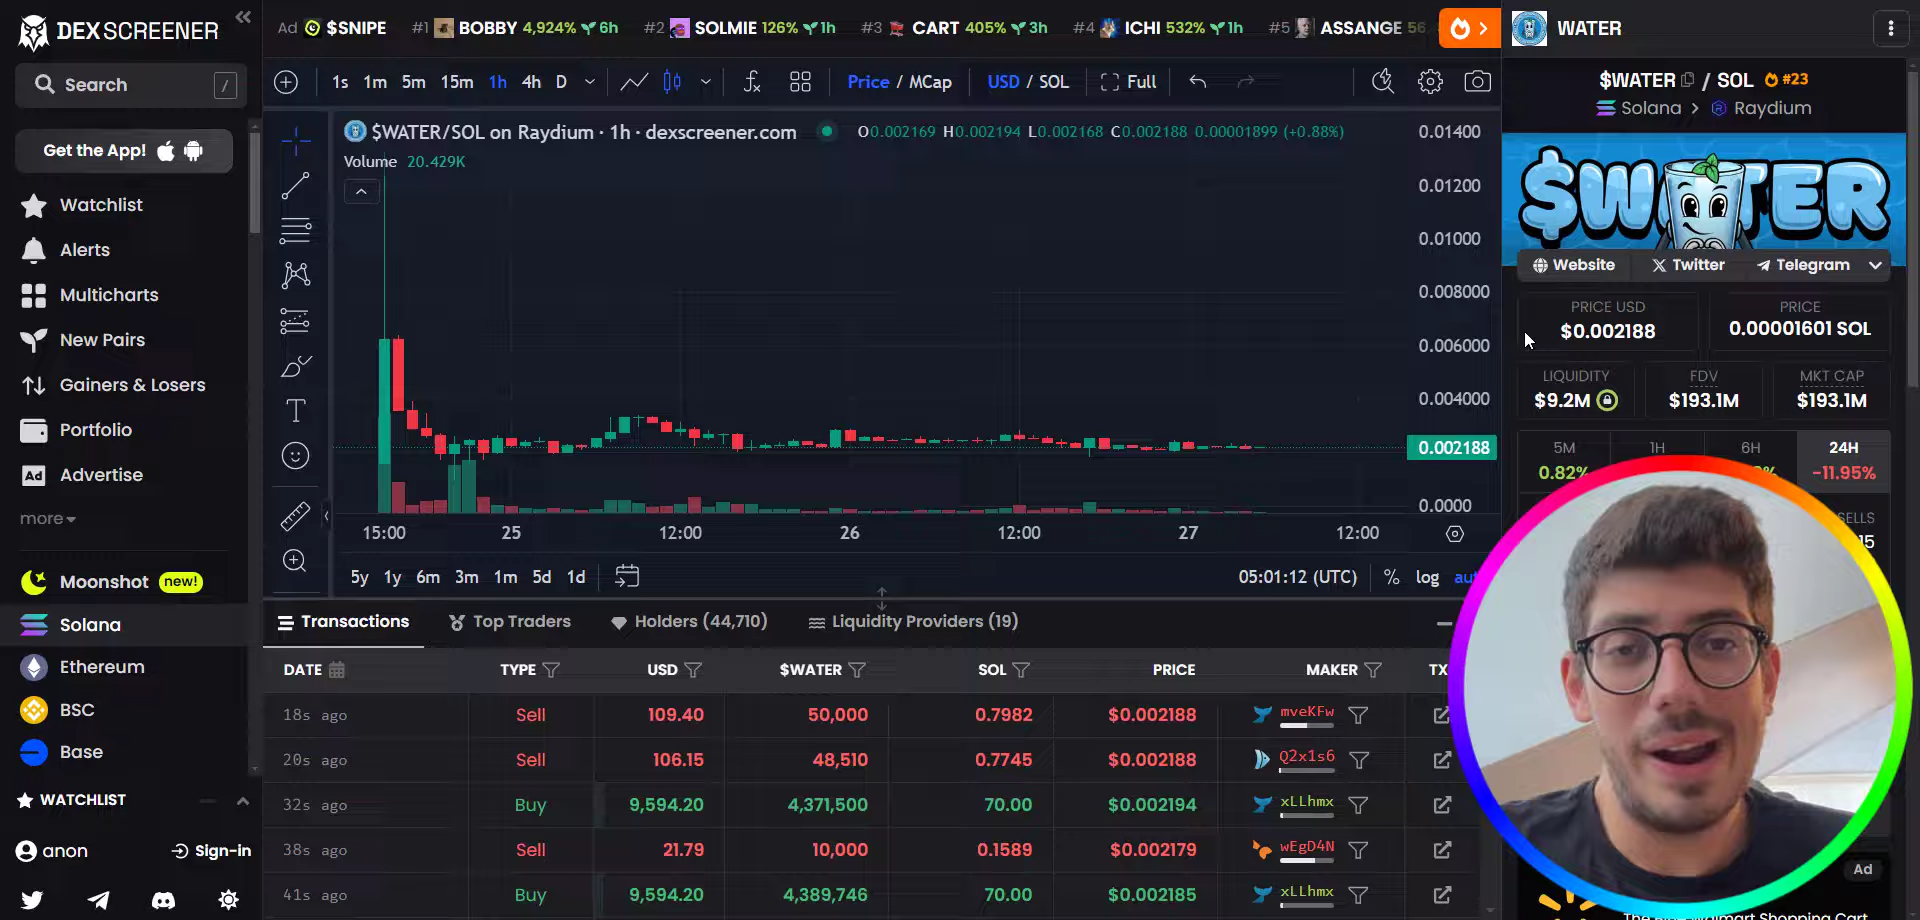 DEX SCREENER
Search /
Get the App!
Watchlist
Alerts
Multicharts
New Pairs
Gainers & Losers
Portfolio
Ad Advertise
more
Moonshot new!
Solana
Ethereum
BSC
Base
WATCHLIST
anon Sign-in
Ad $SNIPE #1 BOBBY 4,924% 6h #2 SOLMIE 126% 1h #3 CART 405% 3h #4 ICHI 532% 1h #5 ASSANGE 56
1s 1m 5m 15m 1h 4h D Price / MCap USD / SOL Full
$WATER/SOL on Raydium · 1h · dexscreener.com O0.002169 H0.002194 L0.002168 C0.002188 0.00001899 (+0.88%)
Volume 20.429K
0.01400
0.01200
0.01000
0.008000
0.006000
0.004000
0.002188
0.0000
15:00 25 12:00 26 12:00 27 12:00
5y 1y 6m 3m 1m 5d 1d 05:01:12 (UTC) % log
Transactions Top Traders Holders (44,710) Liquidity Providers (19)
DATE TYPE USD $WATER SOL PRICE MAKER TX
18s ago Sell 109.40 50,000 0.7982 $0.002188 mveKFw
20s ago Sell 106.15 48,510 0.7745 $0.002188 Q2x1s6
32s ago Buy 9,594.20 4,371,500 70.00 $0.002194 xLLhmx
38s ago Sell 21.79 10,000 0.1589 $0.002179 wEgD4N
41s ago Buy 9,594.20 4,389,746 70.00 $0.002185 xLLhmx
WATER
$WATER / SOL #23
Solana > Raydium
$WATER
Website Twitter Telegram
PRICE USD PRICE
$0.002188 0.00001601 SOL
LIQUIDITY FDV MKT CAP
$9.2M $193.1M $193.1M
5M 1H 6H 24H
0.82% -11.95%
SELLS
15
Ad
Walmart Shopping Cart